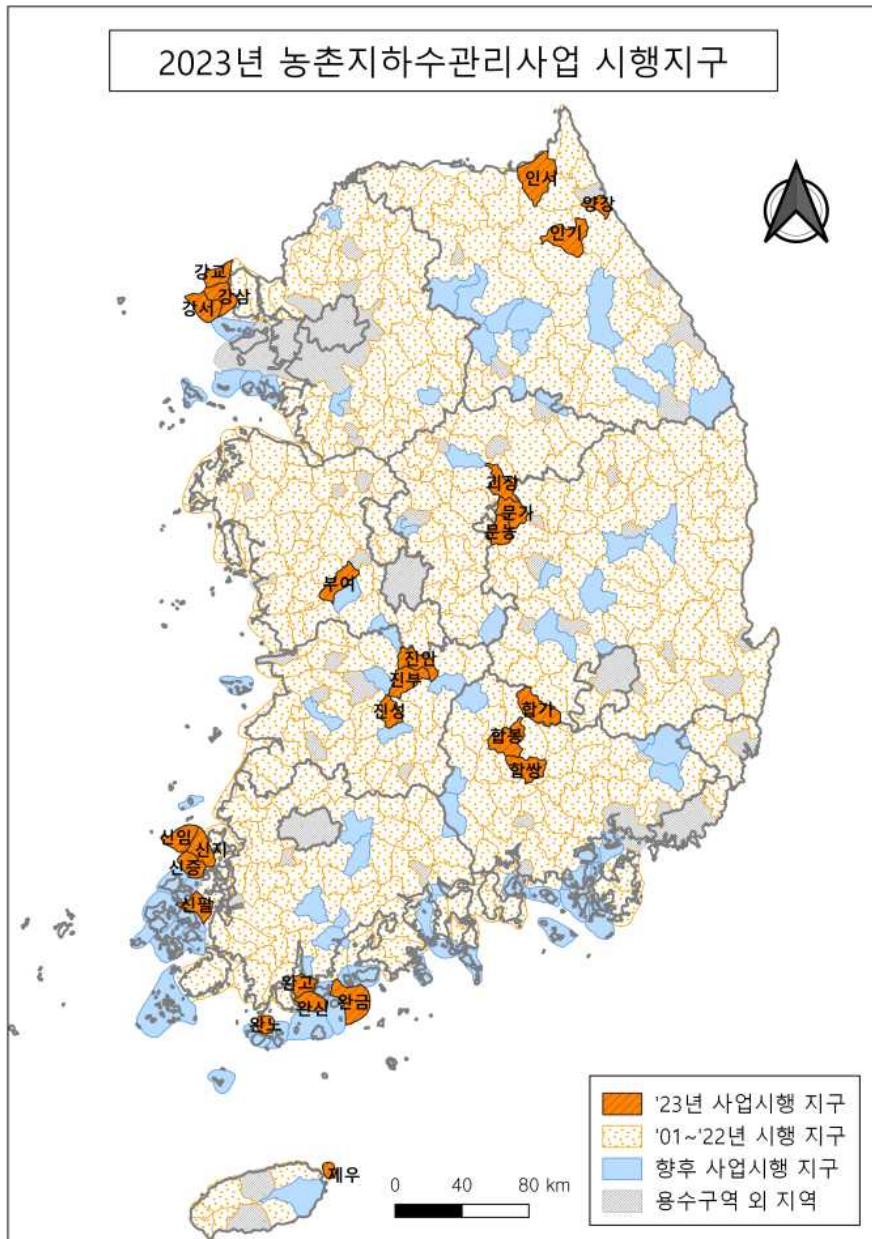 2023년 농촌지하수관리사업 시행지구
인서
양강
인기
강교
강삼
강서
괴장
문가
문농
부여
진안
진부
진성
합가
합봉
합쌍
신임
신지
신증
신팔
완고
완금
완신
완노
제우
0 40 80 km
'23년 사업시행 지구
'01~'22년 시행 지구
향후 사업시행 지구
용수구역 외 지역